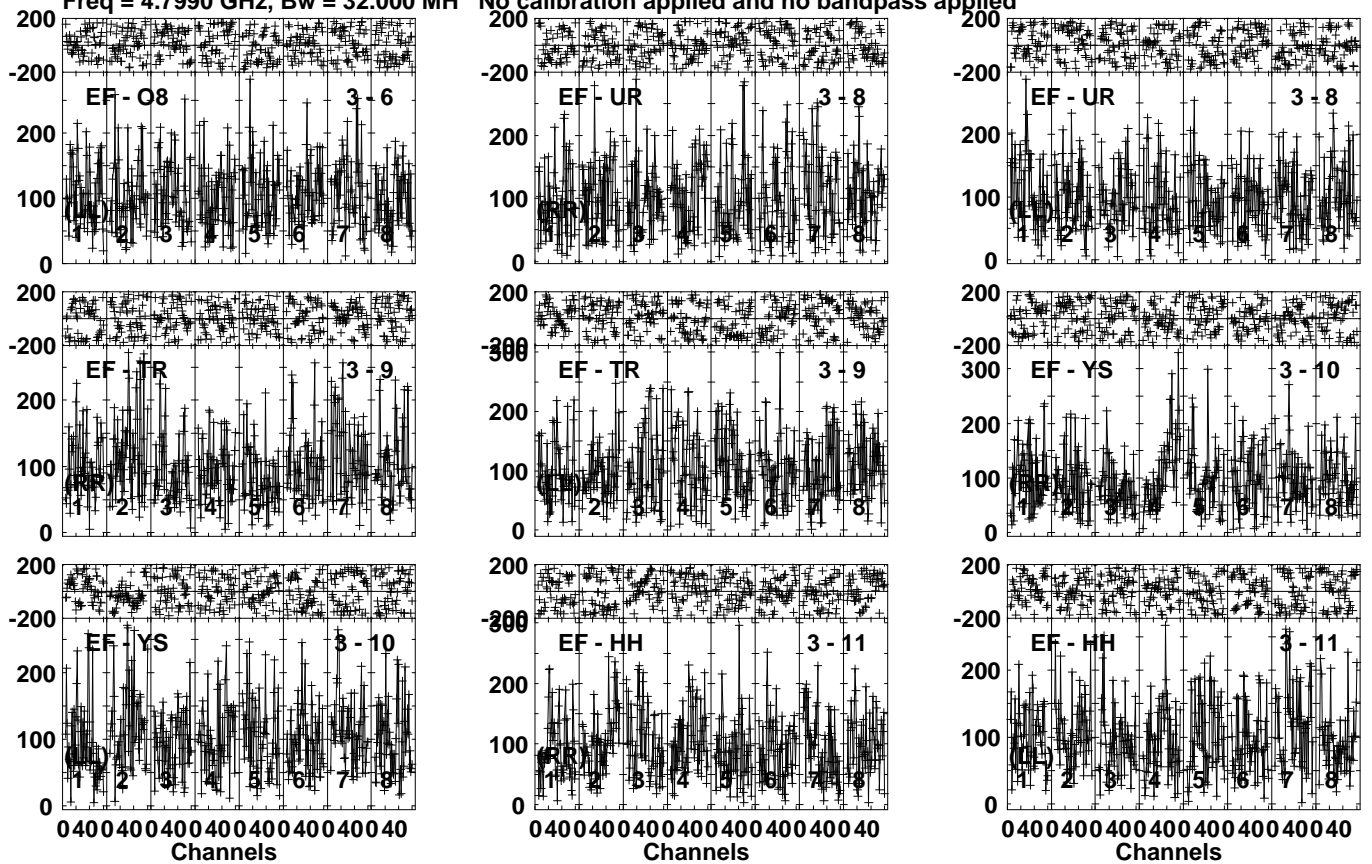 Freq = 4.7990 GHz, Bw = 32.000 MH No calibration applied and no bandpass applied
200 200 200
-200 -200 -200
EF - O8 3 - 6 EF - UR 3 - 8 EF - UR 3 - 8
200 200 200
100 100 100
(LL) (RR) (LL)
1 2 3 4 5 6 7 8 1 2 3 4 5 6 7 8 1 2 3 4 5 6 7 8
0 0 0
200 200 200
-200 -200 -200
300
EF - TR 3 - 9 EF - TR 3 - 9 EF - YS 3 - 10
300
200 200 200
100 100 100
(RR) (LL) (RR)
1 2 3 4 5 6 7 8 1 2 3 4 5 6 7 8 1 2 3 4 5 6 7 8
0 0 0
200 200 200
-200 -200 -200
300
EF - YS 3 - 10 EF - HH 3 - 11 EF - HH 3 - 11
200 200 200
100 100 100
(LL) (RR) (LL)
1 2 3 4 5 6 7 8 1 2 3 4 5 6 7 8 1 2 3 4 5 6 7 8
0 0 0
0 40 0 40 0 40 0 40 0 40 0 40 0 40 0 40 0 40 0 40 0 40 0 40 0 40 0 40 0 40 0 40 0 40 0 40 0 40 0 40 0 40 0 40 0 40 0 40
Channels Channels Channels